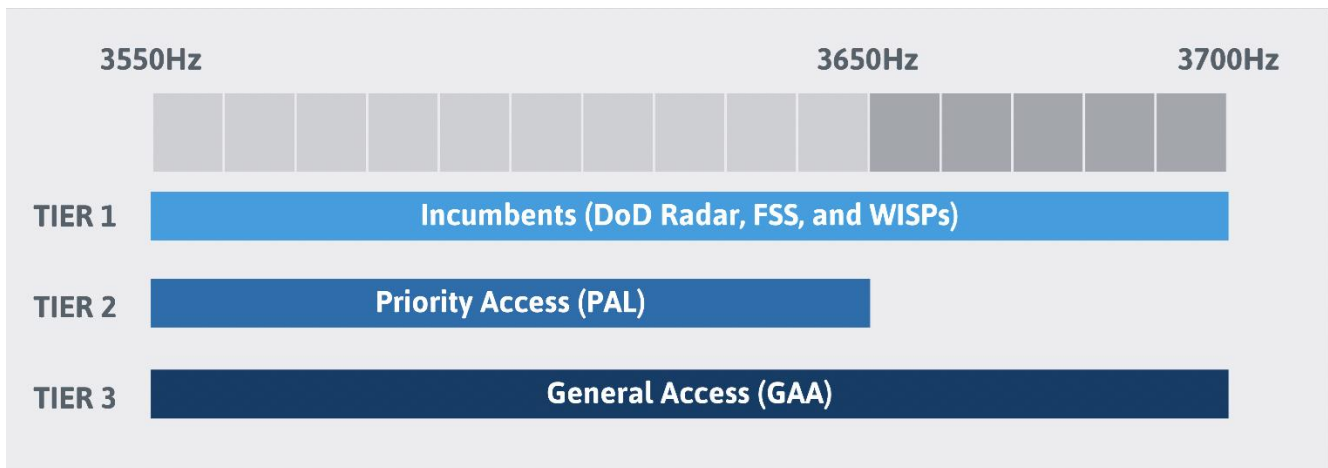 3550Hz 3650Hz 3700Hz
TIER 1 Incumbents (DoD Radar, FSS, and WISPs)
TIER 2 Priority Access (PAL)
TIER 3 General Access (GAA)